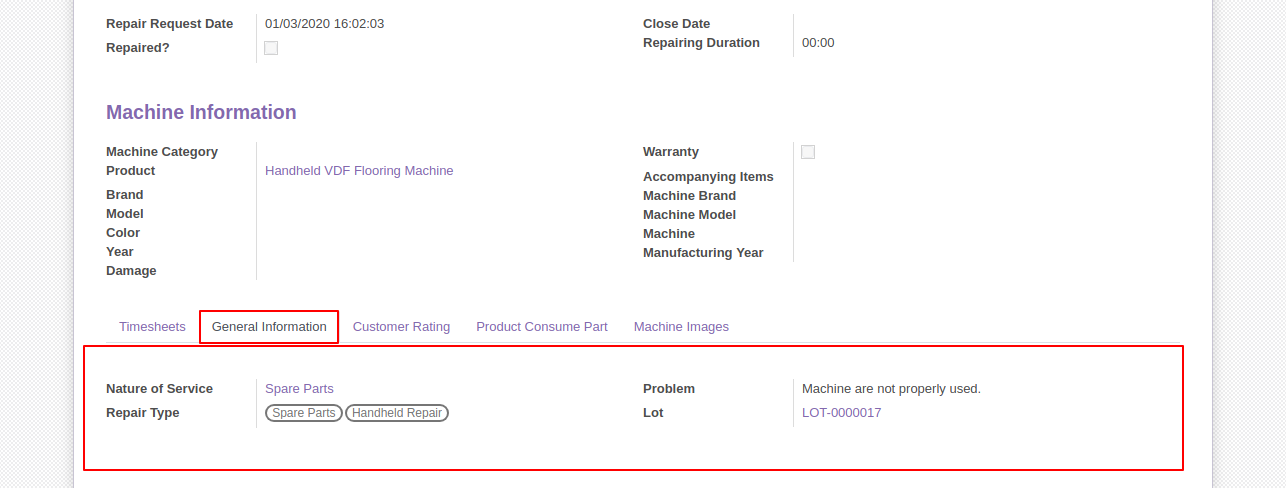 Repair Request Date 01/03/2020 16:02:03 Close Date
Repairing Duration 00:00
Repaired?
Machine Information
Machine Category Warranty
Product Handheld VDF Flooring Machine
Accompanying Items
Brand Machine Brand
Model Machine Model
Color Machine
Year Manufacturing Year
Damage
Timesheets General Information Customer Rating Product Consume Part Machine Images
Nature of Service Spare Parts Problem Machine are not properly used.
Repair Type Spare Parts Handheld Repair Lot LOT-0000017